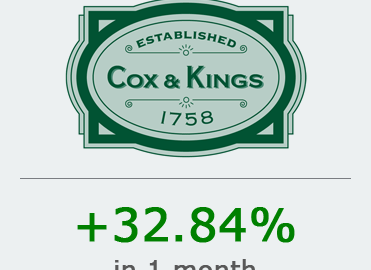 ESTABLISHED
COX & KINGS
1758
+32.84%
in 1 month